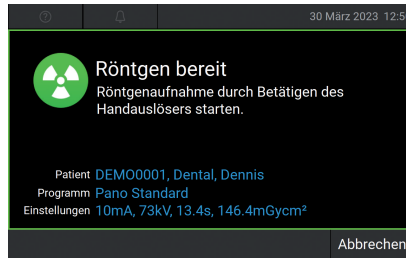 30 März 2023 12:5
Röntgen bereit
Röntgenaufnahme durch Betätigen des
Handauslösers starten.
Patient DEMO0001, Dental, Dennis
Programm Pano Standard
Einstellungen 10mA, 73kV, 13.4s, 146.4mGycm²
Abbrechen